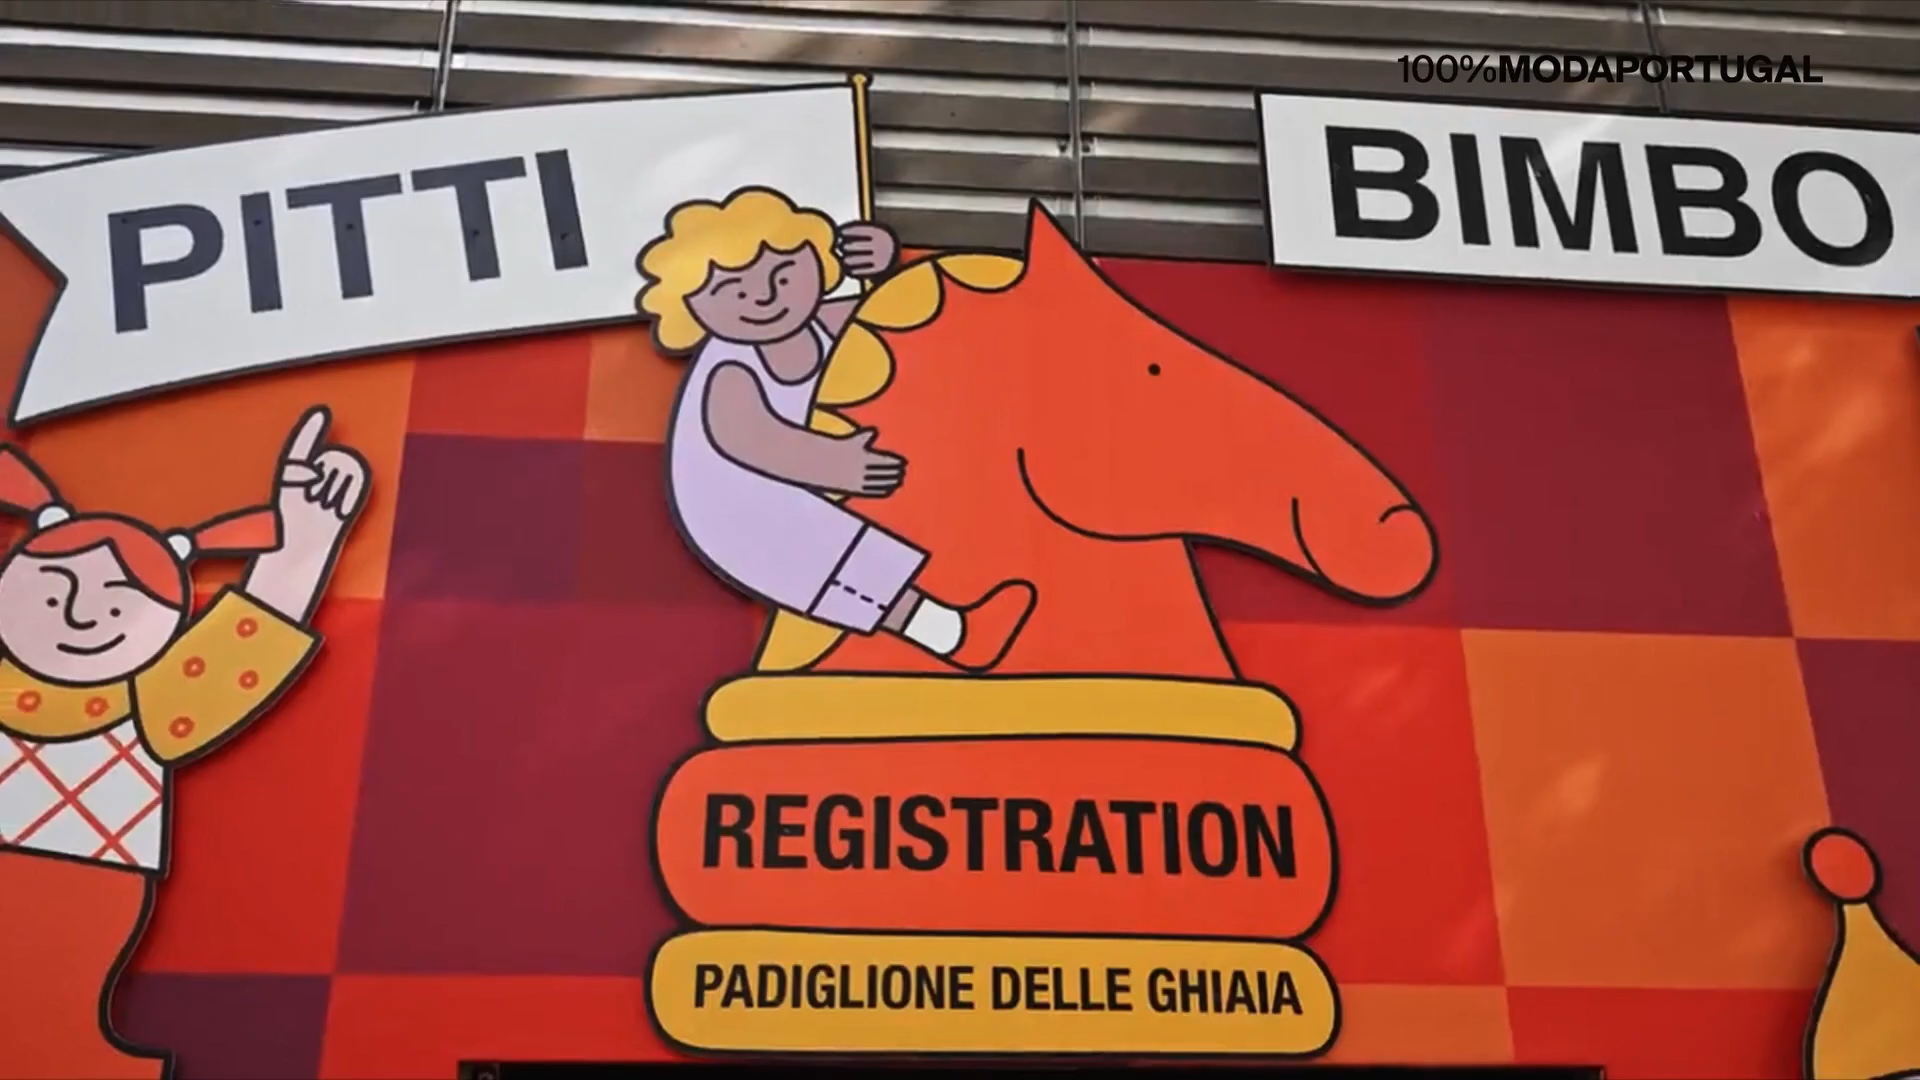 100%MODAPORTUGAL
PITTI
BIMBO
REGISTRATION
PADIGLIONE DELLE GHIAIA